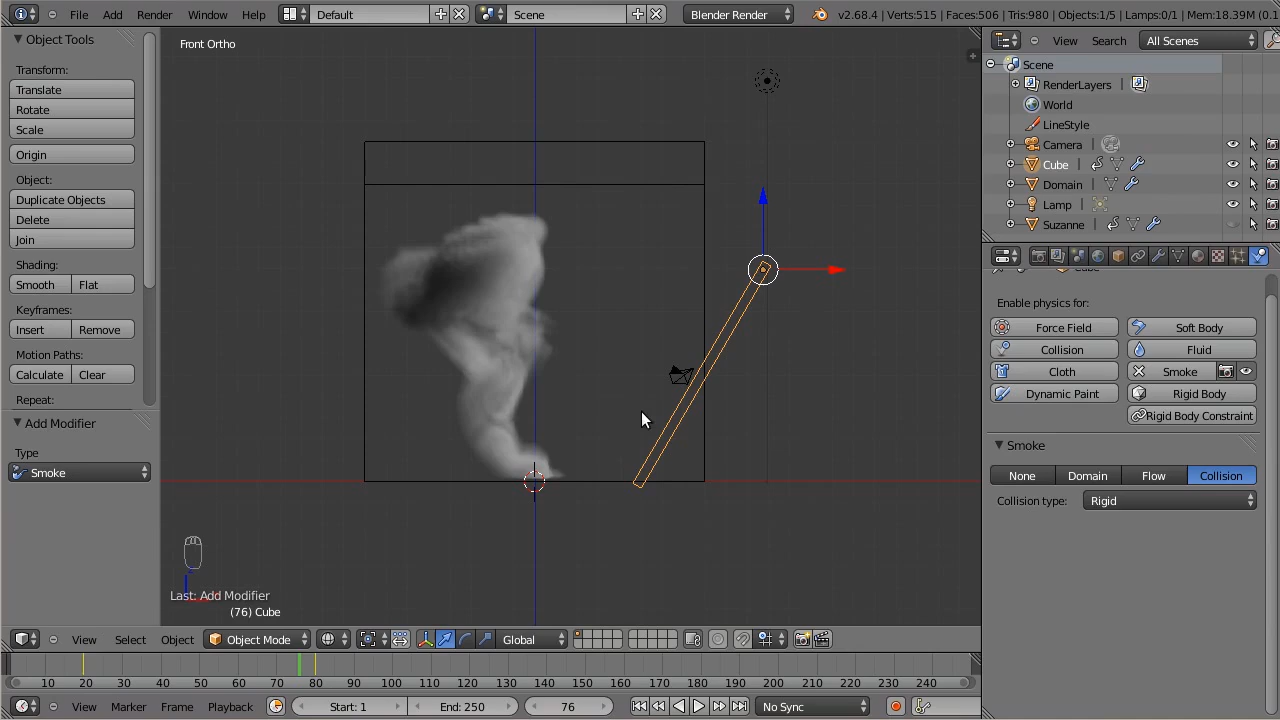 File Add Render Window Help Default Scene Blender Render v2.68.4 | Verts:515 | Faces:506 | Tris:980 | Objects:1/5 | Lamps:0/1 | Mem:18.39M (0.1
Object Tools
Transform:
Translate
Rotate
Scale
Origin
Object:
Duplicate Objects
Delete
Join
Shading:
Smooth Flat
Keyframes:
Insert Remove
Motion Paths:
Calculate Clear
Repeat:
Add Modifier
Type
Smoke
Front Ortho
Last: Add Modifier
(76) Cube
View Select Object Object Mode Global
View Search All Scenes
Scene
RenderLayers
World
LineStyle
Camera
Cube
Domain
Lamp
Suzanne
Enable physics for:
Force Field Soft Body
Collision Fluid
Cloth Smoke
Dynamic Paint Rigid Body
Rigid Body Constraint
Smoke
None Domain Flow Collision
Collision type: Rigid
10 20 30 40 50 60 70 80 90 100 110 120 130 140 150 160 170 180 190 200 210 220 230 240
View Marker Frame Playback Start: 1 End: 250 76 No Sync